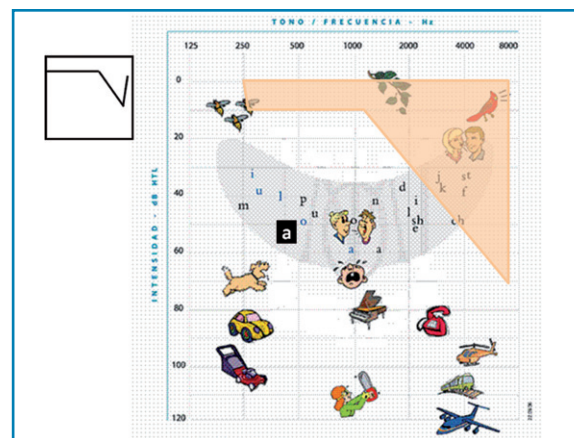 TONO / FRECUENCIA - Hz
125 250 500 1000 2000 4000 8000
INTENSIDAD - dB HTL
0
20
i j st
u l d k f
40
m p n i
u l
o o sh ch
a e
60
a a
80
100
120